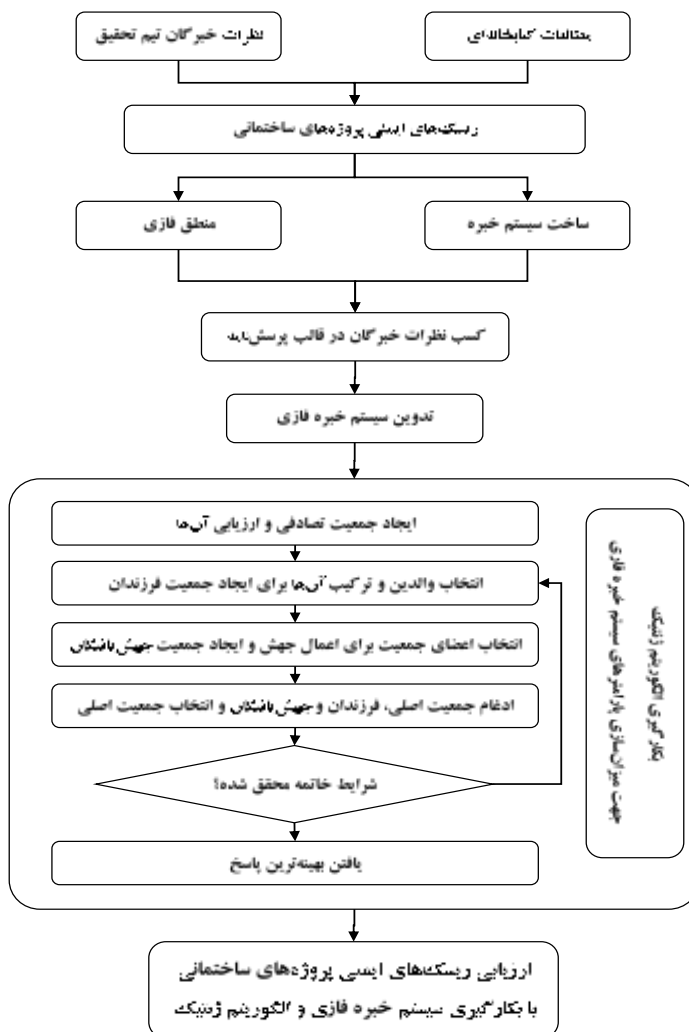 مطالعات کتابخانه‌ای
نظرات خبرگان تیم تحقیق
ریسک‌های ایمنی پروژه‌های ساختمانی
ساخت سیستم خبره
منطق فازی
کسب نظرات خبرگان در قالب پرسش‌نامه
تدوین سیستم خبره فازی
بکارگیری الگوریتم ژنتیک
جهت میزان‌سازی پارامترهای سیستم خبره فازی
ایجاد جمعیت تصادفی و ارزیابی آن‌ها
انتخاب والدین و ترکیب آن‌ها برای ایجاد جمعیت فرزندان
انتخاب اعضای جمعیت برای اعمال جهش و ایجاد جمعیت جهش‌یافتگان
ادغام جمعیت اصلی، فرزندان و جهش‌یافتگان و انتخاب جمعیت اصلی
شرایط خاتمه محقق شده؟
یافتن بهینه‌ترین پاسخ
ارزیابی ریسک‌های ایمنی پروژه‌های ساختمانی
با بکارگیری سیستم خبره فازی و الگوریتم ژنتیک